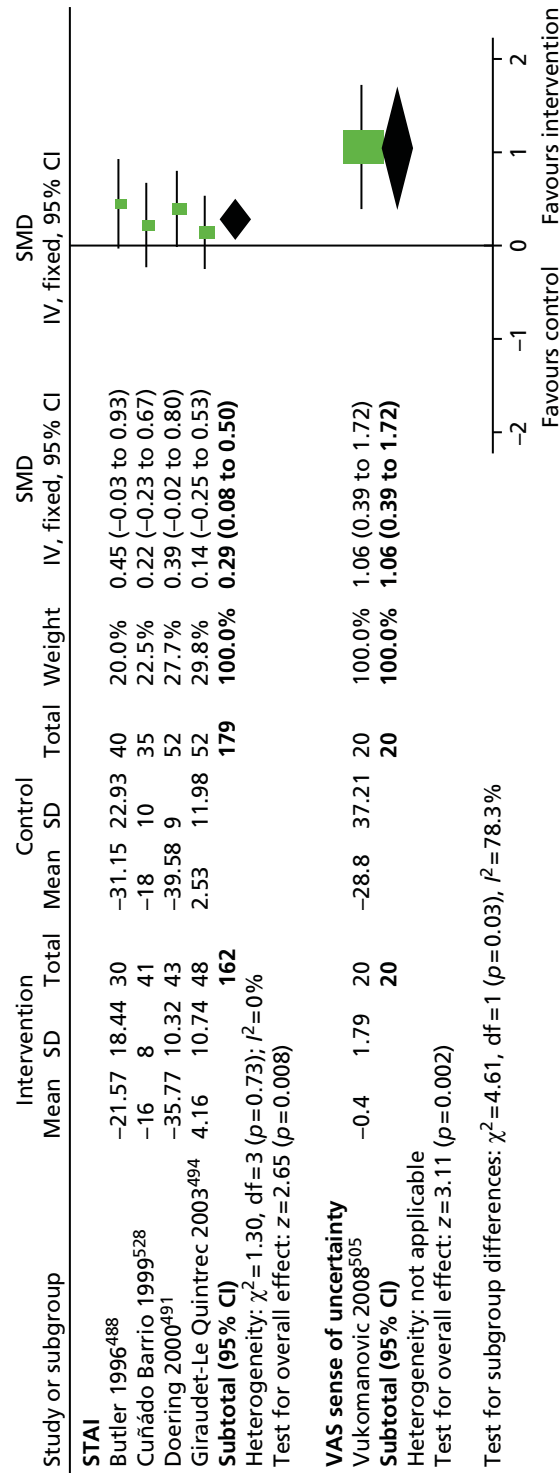 Intervention Control SMD SMD
Study or subgroup Mean SD Total Mean SD Total Weight IV, fixed, 95% CI IV, fixed, 95% CI
STAI
Butler 1996⁴⁸⁸ −21.57 18.44 30 −31.15 22.93 40 20.0% 0.45 (−0.03 to 0.93)
Cuñádo Barrio 1999⁵²⁸ −16 8 41 −18 10 35 22.5% 0.22 (−0.23 to 0.67)
Doering 2000⁴⁹¹ −35.77 10.32 43 −39.58 9 52 27.7% 0.39 (−0.02 to 0.80)
Giraudet-Le Quintrec 2003⁴⁹⁴ 4.16 10.74 48 2.53 11.98 52 29.8% 0.14 (−0.25 to 0.53)
Subtotal (95% CI) 162 179 100.0% 0.29 (0.08 to 0.50)
Heterogeneity: χ²=1.30, df=3 (p=0.73); I²=0%
Test for overall effect: z=2.65 (p=0.008)
VAS sense of uncertainty
Vukomanovic 2008⁵⁰⁵ −0.4 1.79 20 −28.8 37.21 20 100.0% 1.06 (0.39 to 1.72)
Subtotal (95% CI) 20 20 100.0% 1.06 (0.39 to 1.72)
Heterogeneity: not applicable
Test for overall effect: z=3.11 (p=0.002)
Test for subgroup differences: χ²=4.61, df=1 (p=0.03), I²=78.3%
−2 −1 0 1 2
Favours control Favours intervention